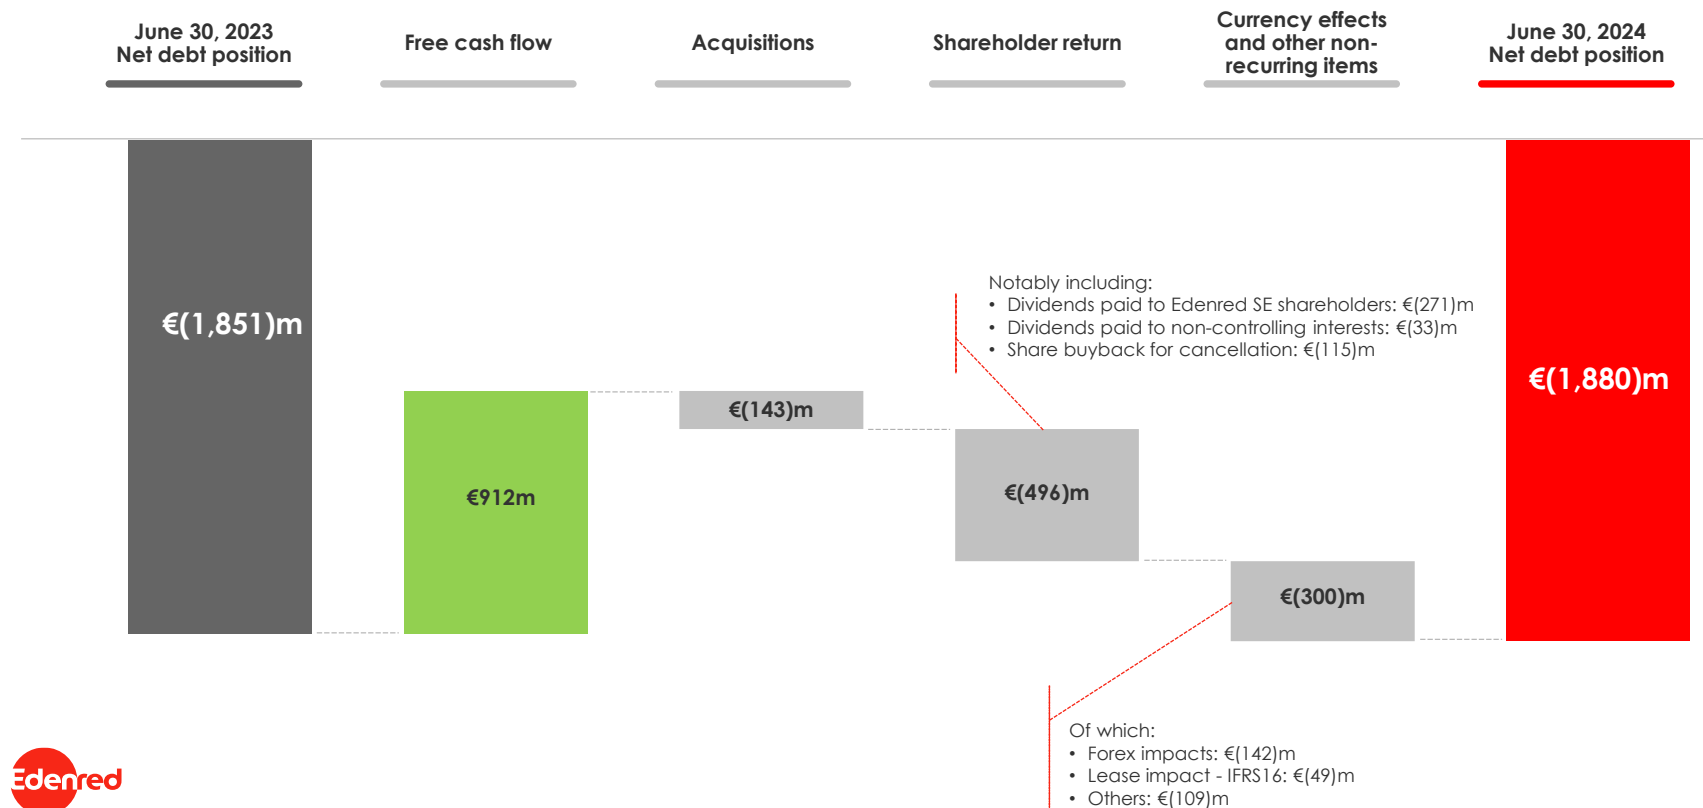 June 30, 2023
Net debt position
Free cash flow
Acquisitions
Shareholder return
Currency effects
and other non-
recurring items
June 30, 2024
Net debt position
€(1,851)m
€912m
€(143)m
Notably including:
• Dividends paid to Edenred SE shareholders: €(271)m
• Dividends paid to non-controlling interests: €(33)m
• Share buyback for cancellation: €(115)m
€(496)m
€(300)m
€(1,880)m
Of which:
• Forex impacts: €(142)m
• Lease impact - IFRS16: €(49)m
• Others: €(109)m
Edenred